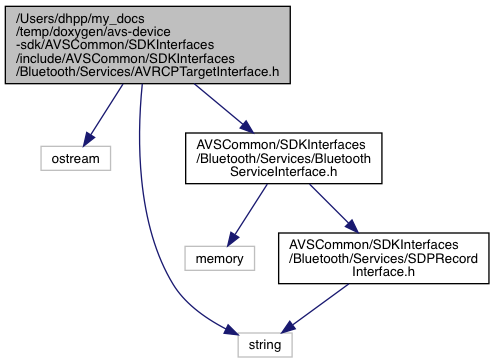 /Users/dhpp/my_docs
/temp/doxygen/avs-device
-sdk/AVSCommon/SDKInterfaces
/include/AVSCommon/SDKInterfaces
/Bluetooth/Services/AVRCPTargetInterface.h
ostream
AVSCommon/SDKInterfaces
/Bluetooth/Services/Bluetooth
ServiceInterface.h
memory
AVSCommon/SDKInterfaces
/Bluetooth/Services/SDPRecord
Interface.h
string